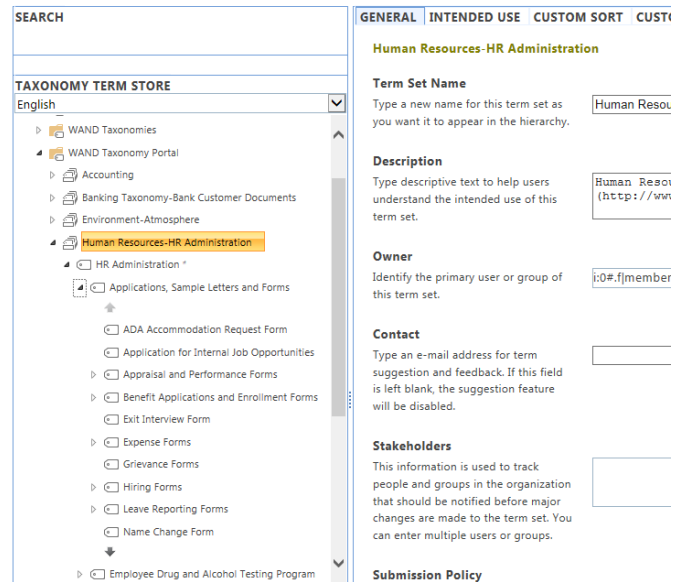 SEARCH
TAXONOMY TERM STORE
English
WAND Taxonomies
WAND Taxonomy Portal
Accounting
Banking Taxonomy-Bank Customer Documents
Environment-Atmosphere
Human Resources-HR Administration
HR Administration *
Applications, Sample Letters and Forms
ADA Accommodation Request Form
Application for Internal Job Opportunities
Appraisal and Performance Forms
Benefit Applications and Enrollment Forms
Exit Interview Form
Expense Forms
Grievance Forms
Hiring Forms
Leave Reporting Forms
Name Change Form
Employee Drug and Alcohol Testing Program
GENERAL INTENDED USE CUSTOM SORT CUSTO
Human Resources-HR Administration
Term Set Name
Type a new name for this term set as
you want it to appear in the hierarchy.
Human Resou
Description
Type descriptive text to help users
understand the intended use of this
term set.
Human Resou
(http://www
Owner
Identify the primary user or group of
this term set.
i:0#.f|member
Contact
Type an e-mail address for term
suggestion and feedback. If this field
is left blank, the suggestion feature
will be disabled.
Stakeholders
This information is used to track
people and groups in the organization
that should be notified before major
changes are made to the term set. You
can enter multiple users or groups.
Submission Policy